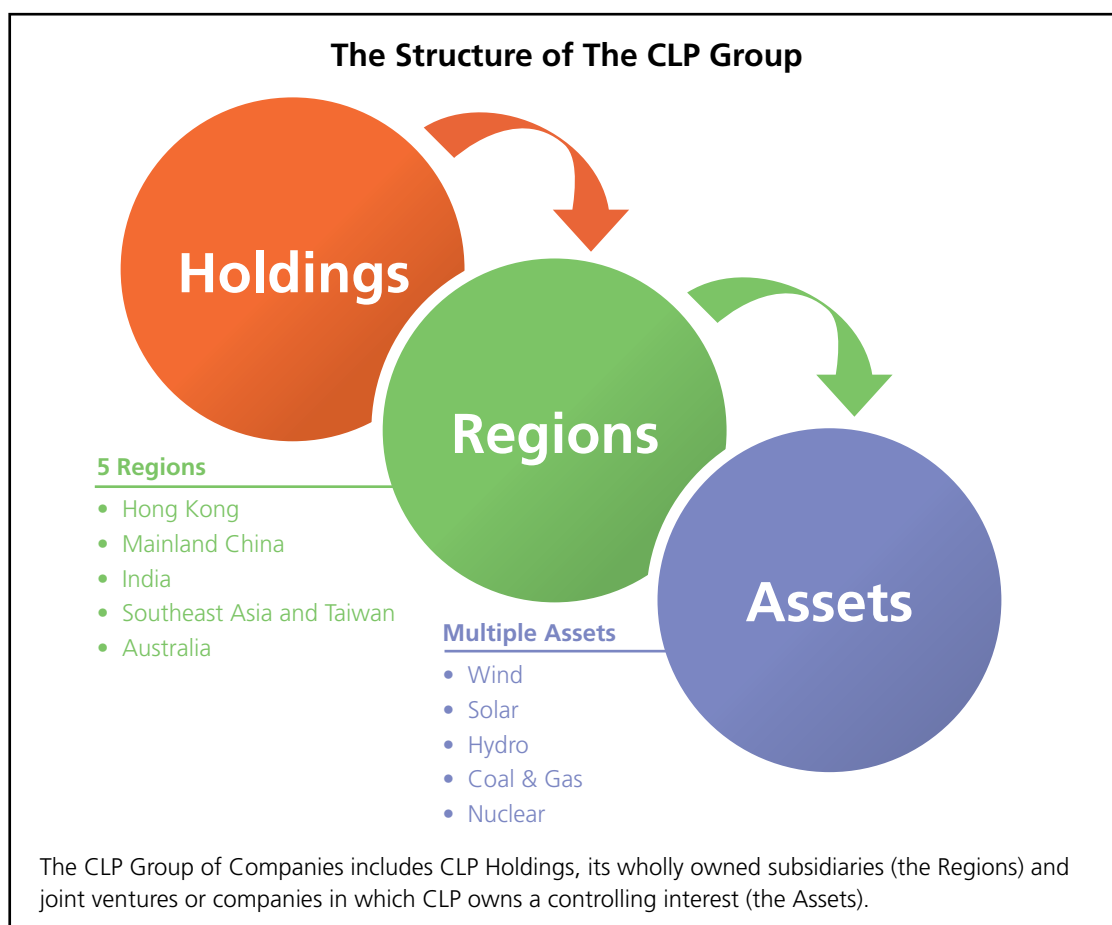 The Structure of The CLP Group
Holdings
Regions
5 Regions
• Hong Kong
• Mainland China
• India
• Southeast Asia and Taiwan
• Australia
Assets
Multiple Assets
• Wind
• Solar
• Hydro
• Coal & Gas
• Nuclear
The CLP Group of Companies includes CLP Holdings, its wholly owned subsidiaries (the Regions) and
joint ventures or companies in which CLP owns a controlling interest (the Assets).